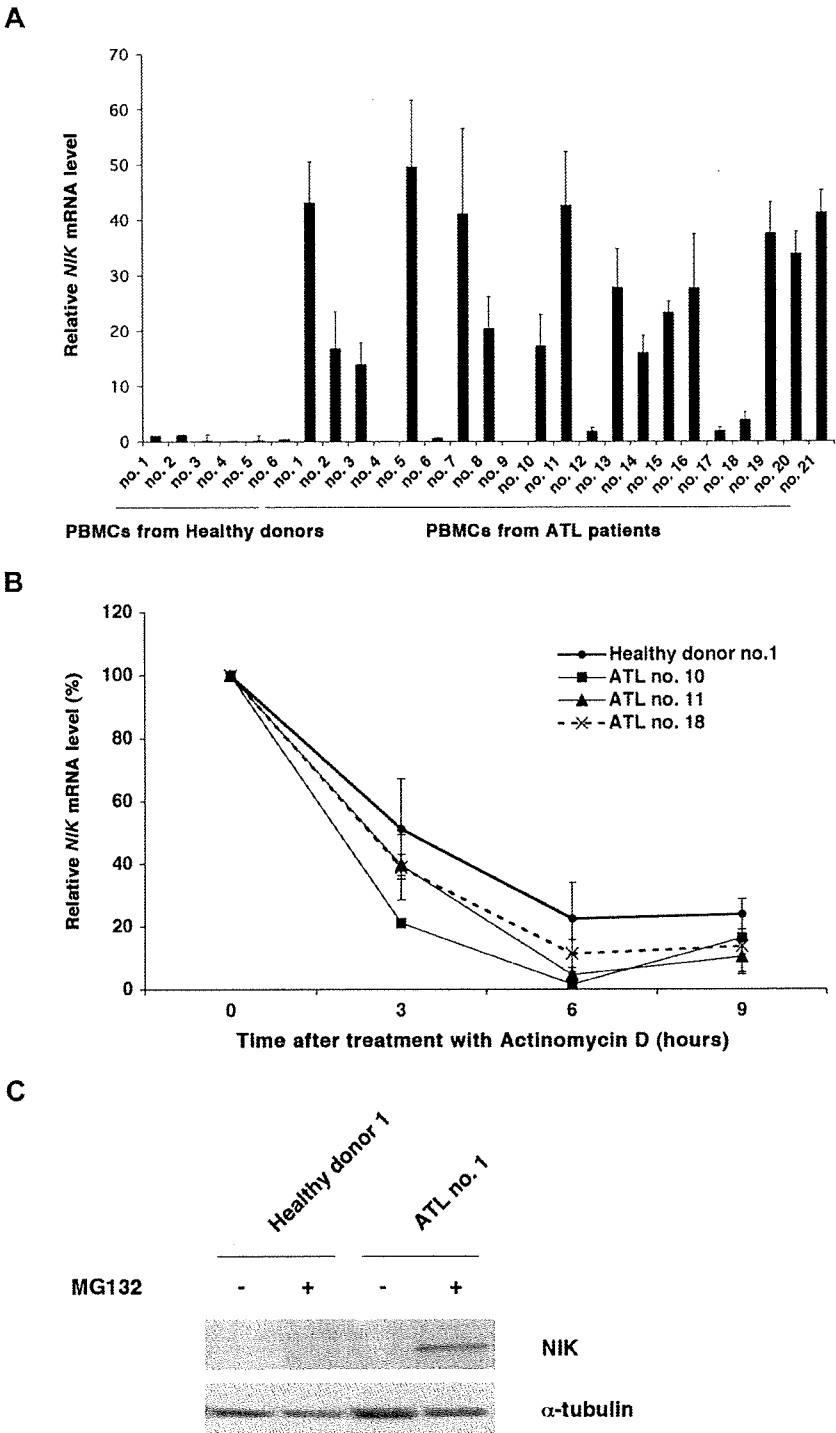 A
Relative NIK mRNA level
70
60
50
40
30
20
10
0
no. 1
no. 2
no. 3
no. 4
no. 5
no. 6
no. 1
no. 2
no. 3
no. 4
no. 5
no. 6
no. 7
no. 8
no. 9
no. 10
no. 11
no. 12
no. 13
no. 14
no. 15
no. 16
no. 17
no. 18
no. 19
no. 20
no. 21
PBMCs from Healthy donors
PBMCs from ATL patients
B
Relative NIK mRNA level (%)
120
100
80
60
40
20
0
Healthy donor no.1
ATL no. 10
ATL no. 11
ATL no. 18
0 3 6 9
Time after treatment with Actinomycin D (hours)
C
Healthy donor 1
ATL no. 1
MG132 - + - +
NIK
α-tubulin